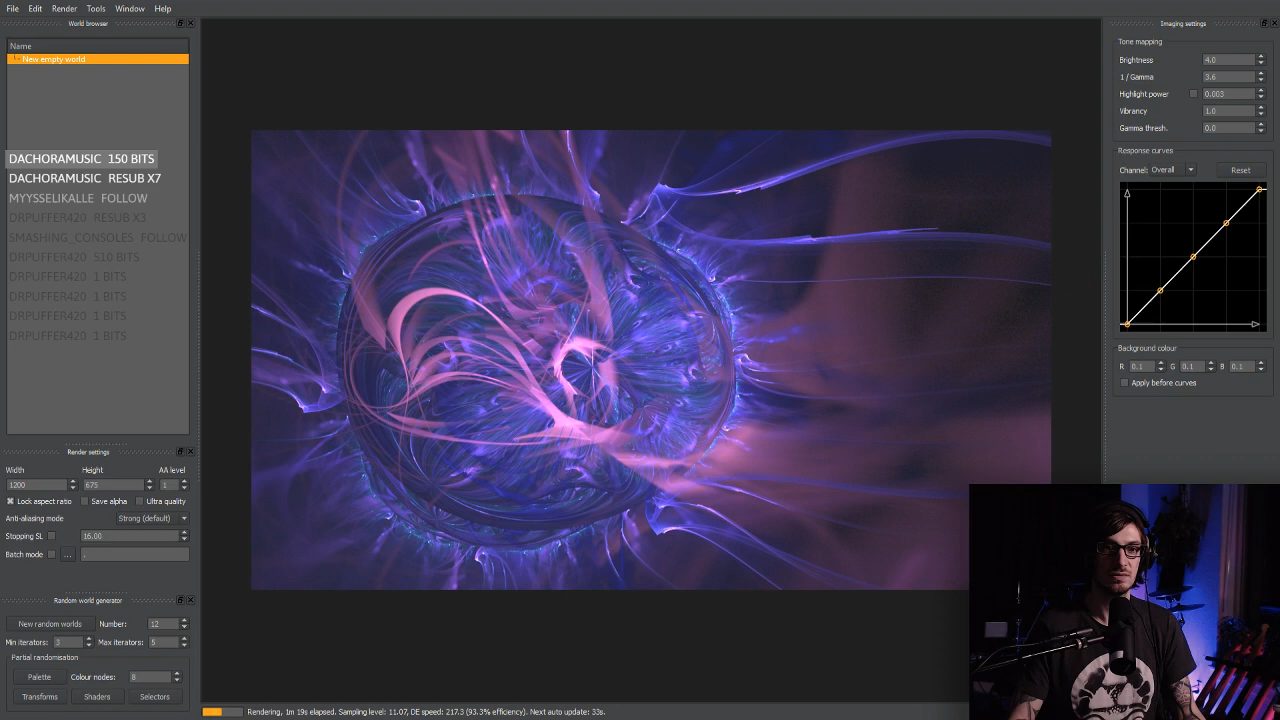 File Edit Render Tools Window Help
World browser
Name
New empty world
DACHORAMUSIC 150 BITS
DACHORAMUSIC RESUB X7
MYYSSELIKALLE FOLLOW
DRPUFFER420 RESUB X3
SMASHING_CONSOLES FOLLOW
DRPUFFER420 510 BITS
DRPUFFER420 1 BITS
DRPUFFER420 1 BITS
DRPUFFER420 1 BITS
DRPUFFER420 1 BITS
Render settings
Width Height AA level
1200 675 1
Lock aspect ratio Save alpha Ultra quality
Anti-aliasing mode Strong (default)
Stopping SL 16.00
Batch mode ... .
Random world generator
New random worlds Number: 12
Min iterators: 3 Max iterators: 5
Partial randomisation
Palette Colour nodes: 8
Transforms Shaders Selectors
Rendering, 1m 19s elapsed. Sampling level: 11.07, DE speed: 217.3 (93.3% efficiency). Next auto update: 33s.
Imaging settings
Tone mapping
Brightness 4.0
1 / Gamma 3.6
Highlight power 0.003
Vibrancy 1.0
Gamma thresh. 0.0
Response curves
Channel: Overall Reset
Background colour
R 0.1 G 0.1 B 0.1
Apply before curves